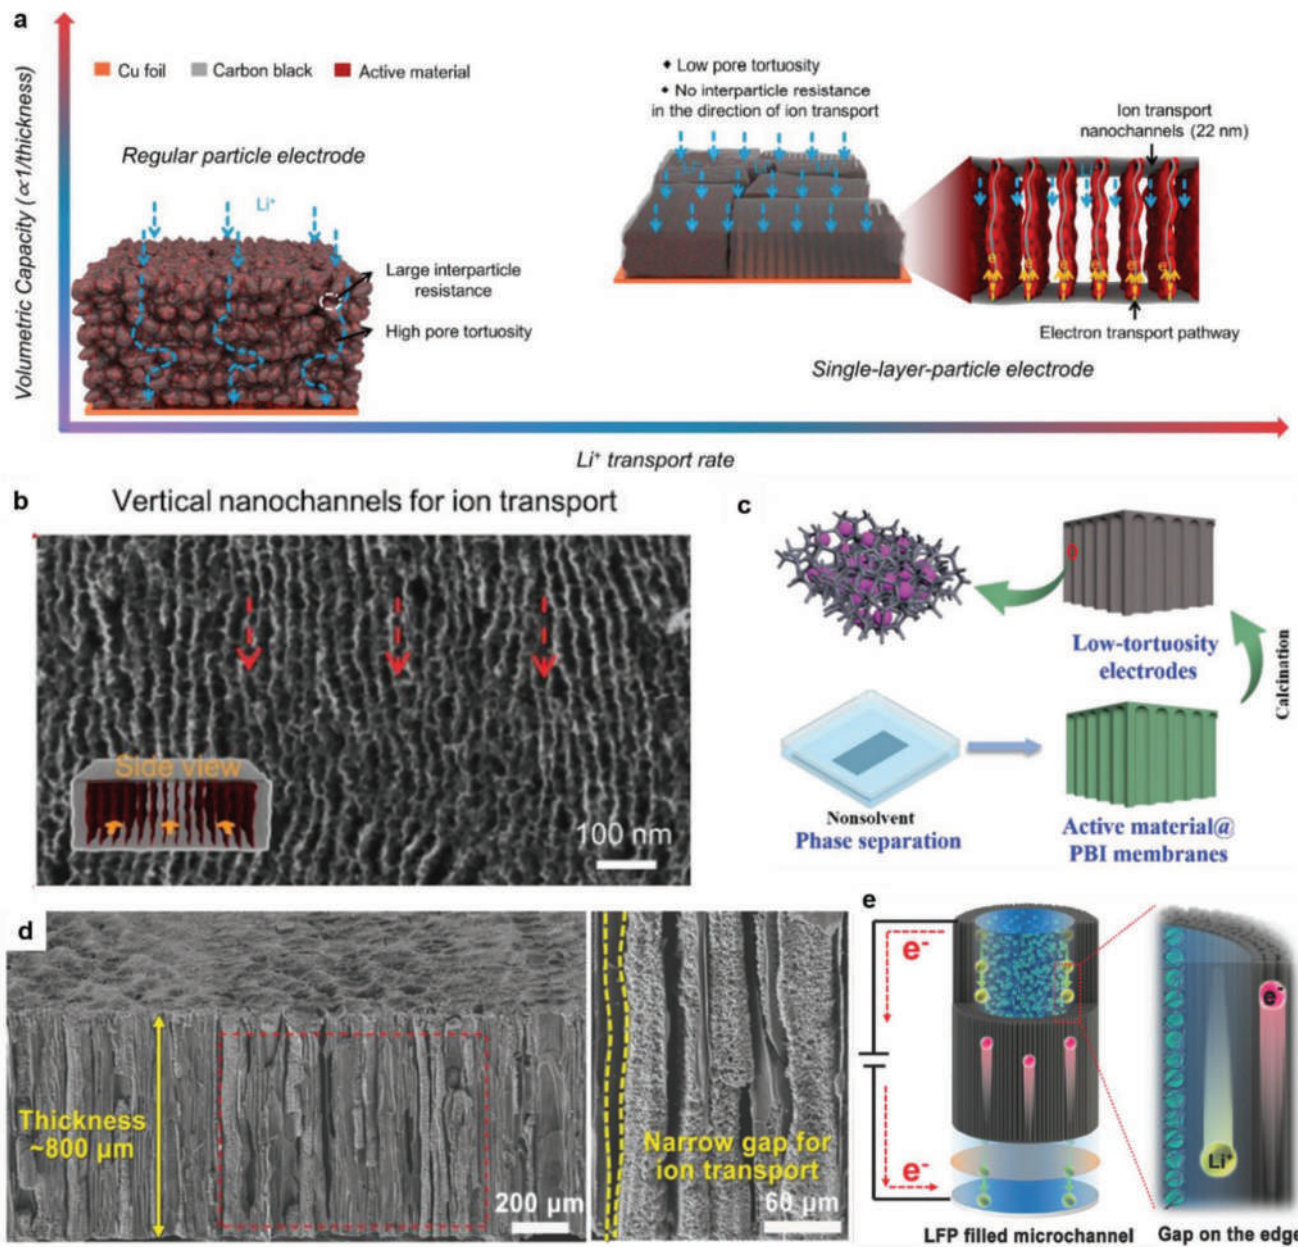 a
Volumetric Capacity (∝1/thickness)
Cu foil
Carbon black
Active material
Regular particle electrode
Li⁺
Large interparticle
resistance
High pore tortuosity
Low pore tortuosity
No interparticle resistance
in the direction of ion transport
Ion transport
nanochannels (22 nm)
Electron transport pathway
Single-layer-particle electrode
Li⁺ transport rate
b
Vertical nanochannels for ion transport
Side view
100 nm
c
Low-tortuosity
electrodes
Calcination
Nonsolvent
Phase separation
Active material@
PBI membranes
d
Thickness
~800 µm
200 µm
Narrow gap for
ion transport
60 µm
e
e⁻
e⁻
LFP filled microchannel
e⁻
Li⁺
Gap on the edge